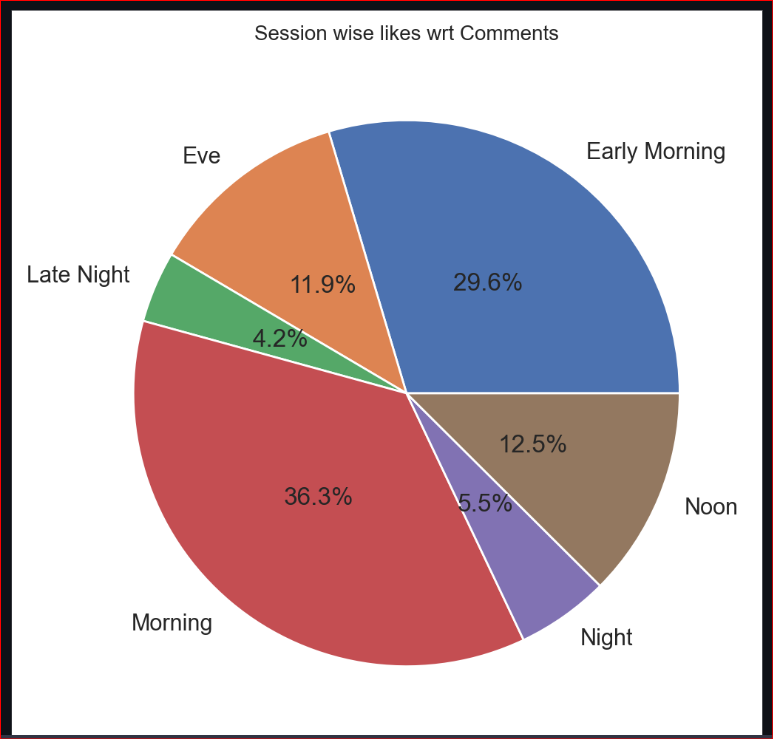 Session wise likes wrt Comments
Early Morning
Eve
Late Night
11.9%
29.6%
4.2%
36.3%
12.5%
5.5%
Noon
Morning
Night